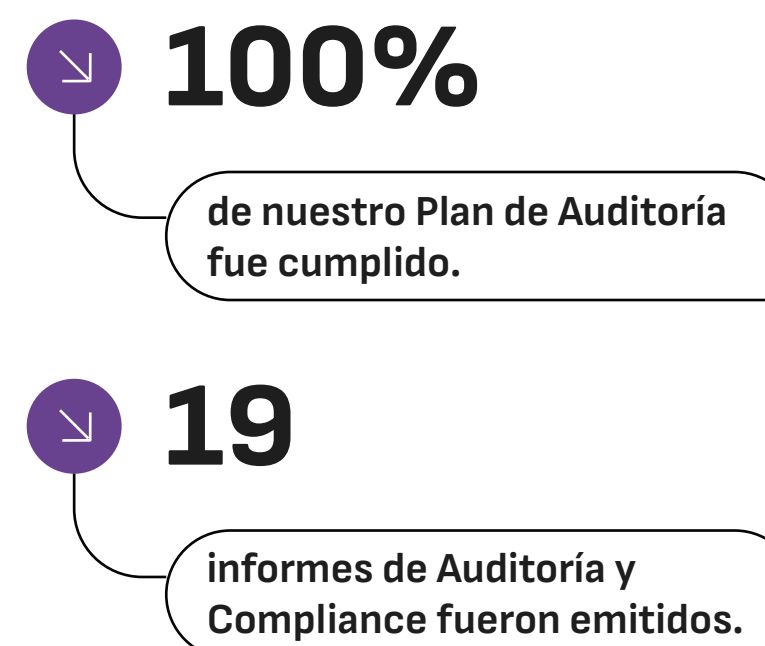 100%
de nuestro Plan de Auditoría
fue cumplido.
19
informes de Auditoría y
Compliance fueron emitidos.